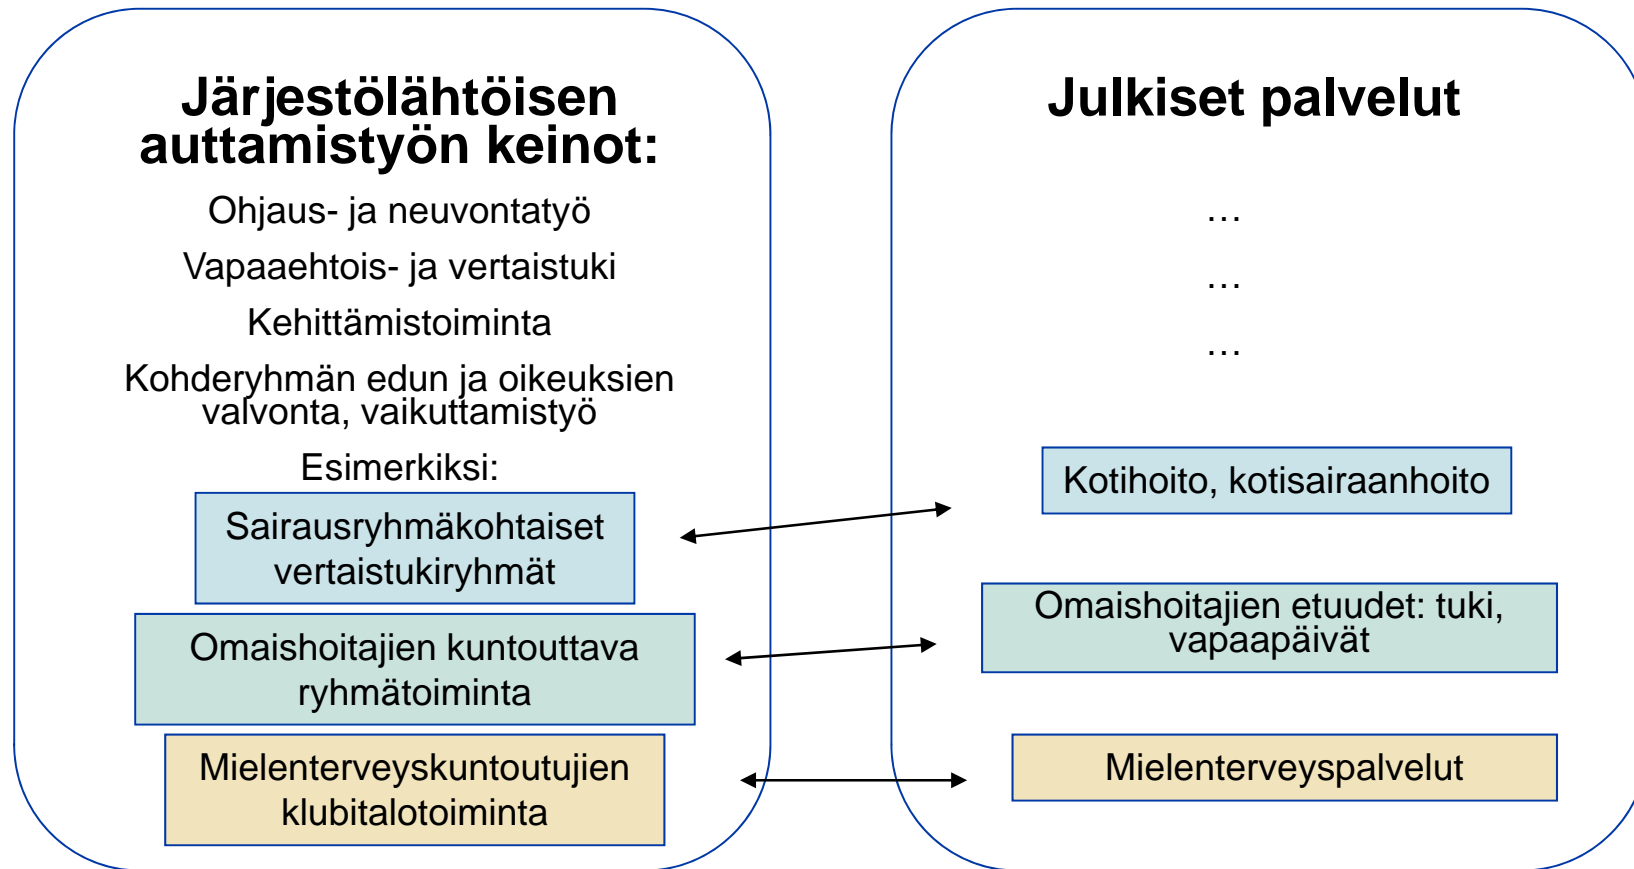 Järjestölähtöisen
auttamistyön keinot:
Ohjaus- ja neuvontatyö
Vapaaehtois- ja vertaistuki
Kehittämistoiminta
Kohderyhmän edun ja oikeuksien
valvonta, vaikuttamistyö
Esimerkiksi:
Sairausryhmäkohtaiset
vertaistukiryhmät
Omaishoitajien kuntouttava
ryhmätoiminta
Mielenterveyskuntoutujien
klubitalotoiminta
Julkiset palvelut
…
…
…
Kotihoito, kotisairaanhoito
Omaishoitajien etuudet: tuki,
vapaapäivät
Mielenterveyspalvelut